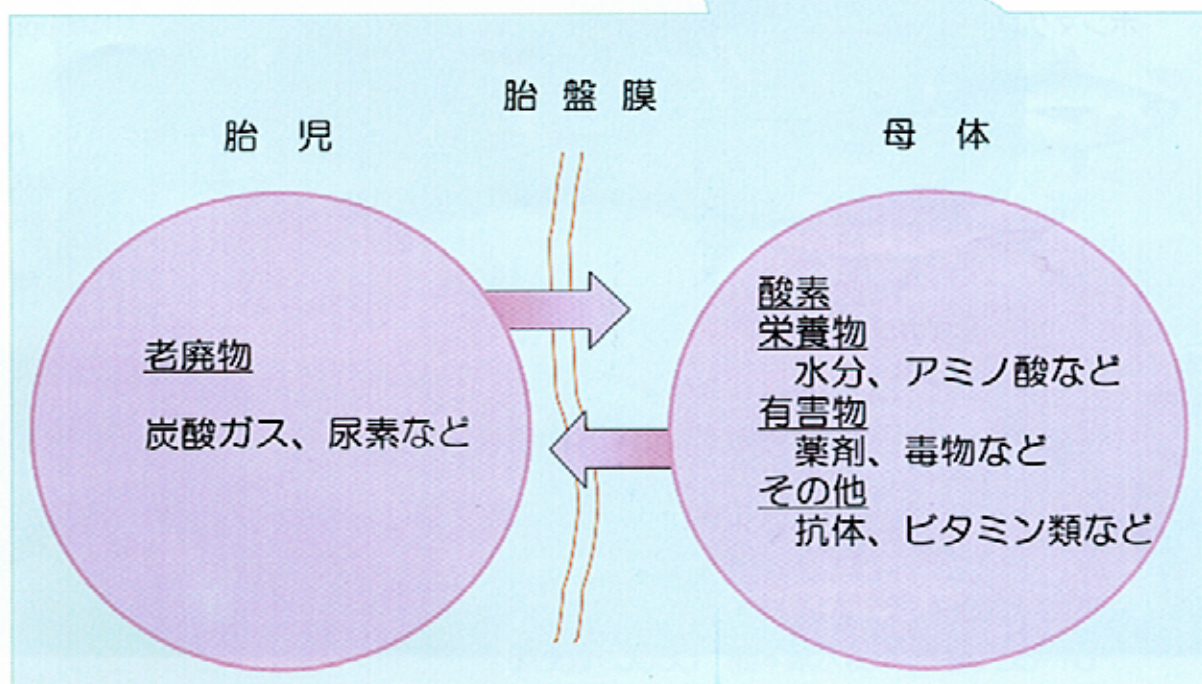 胎盤膜
胎児
母体
老廃物
炭酸ガス、尿素など
酸素
栄養物
水分、アミノ酸など
有害物
薬剤、毒物など
その他
抗体、ビタミン類など